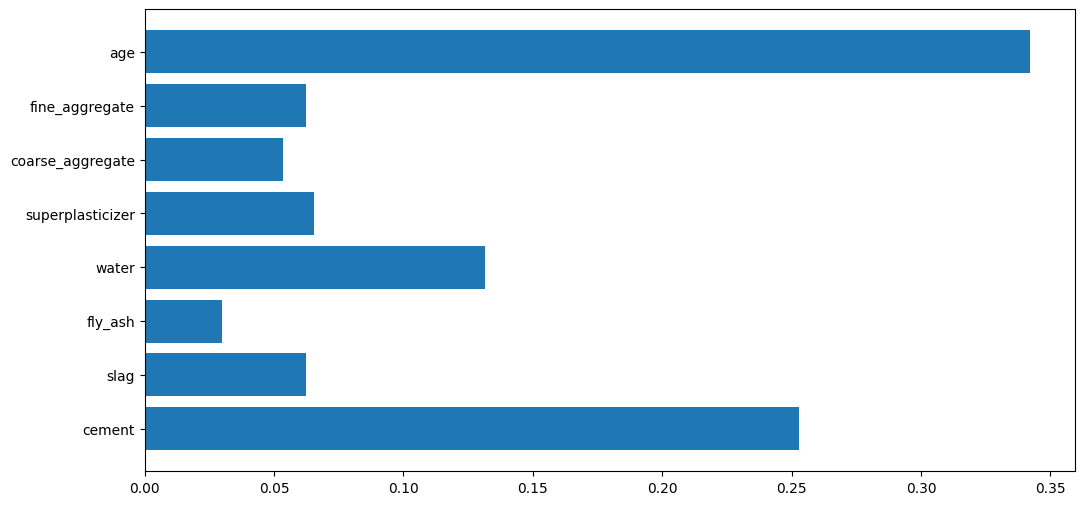 age
fine_aggregate
coarse_aggregate
superplasticizer
water
fly_ash
slag
cement
0.00 0.05 0.10 0.15 0.20 0.25 0.30 0.35